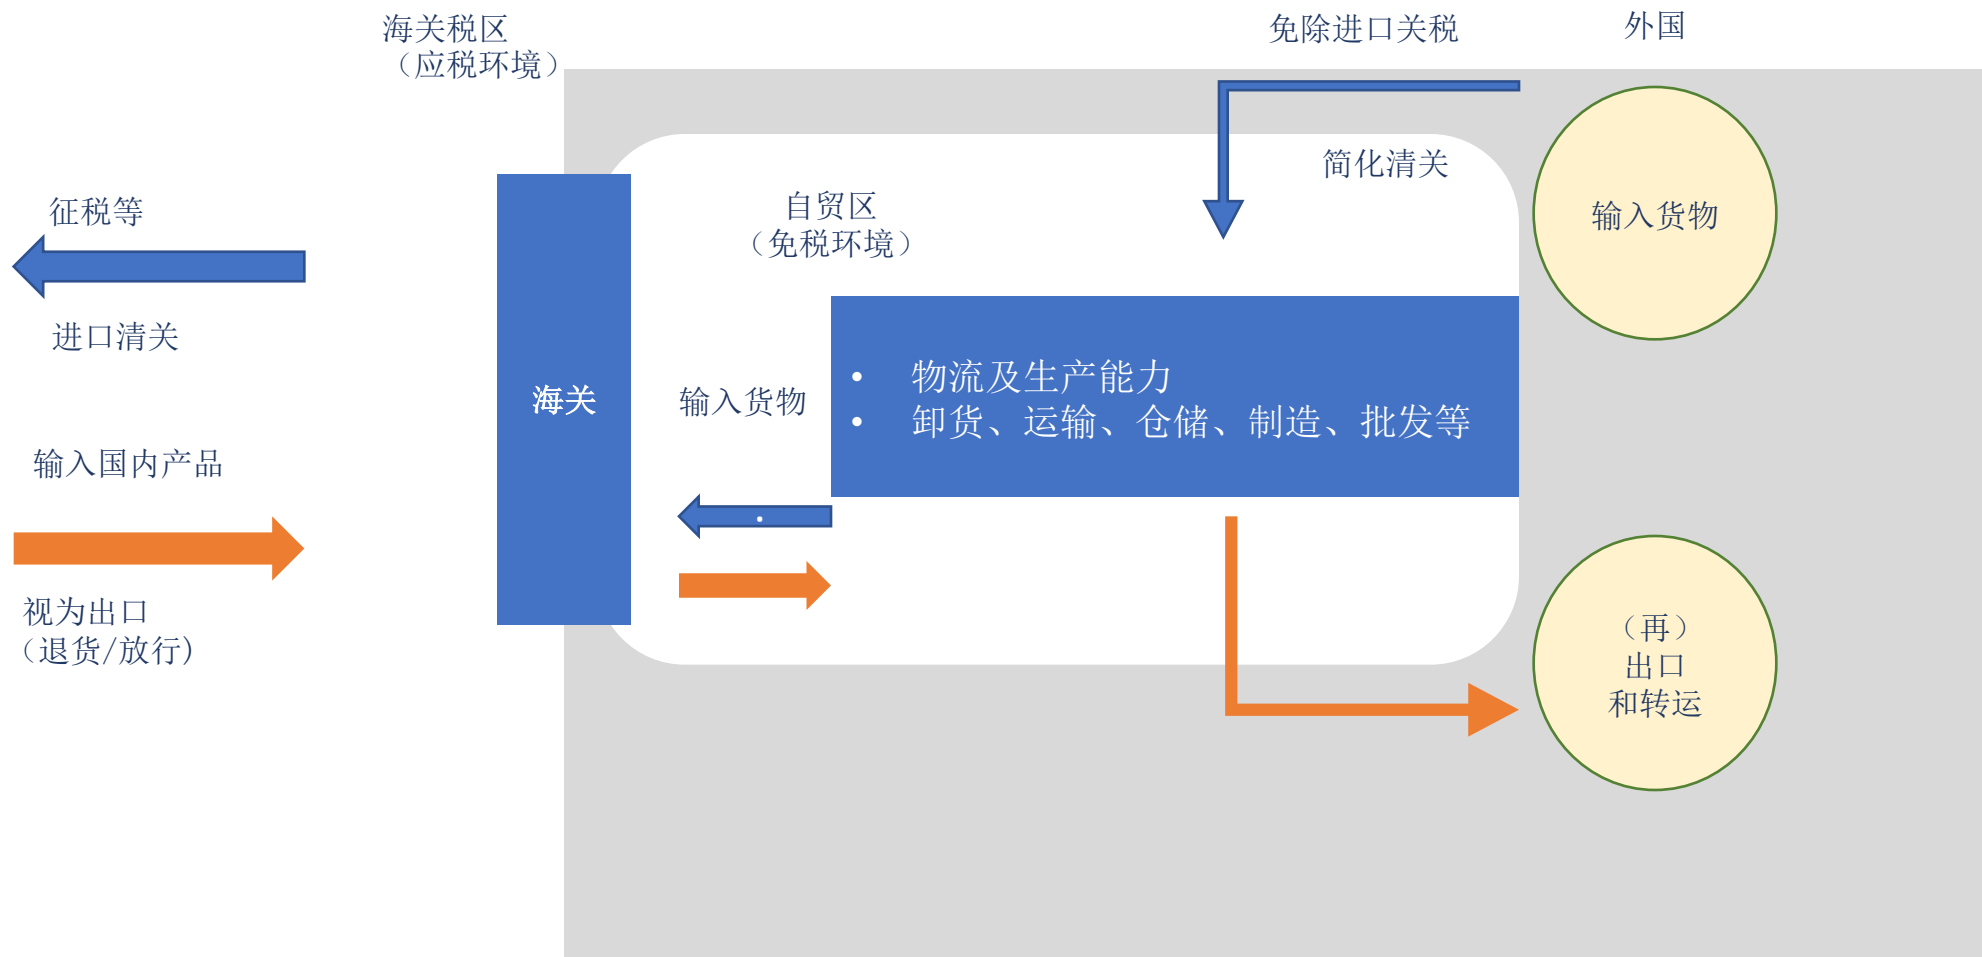 海关税区
（应税环境）
免除进口关税
外国
简化清关
征税等
自贸区
（免税环境）
输入货物
进口清关
海关
输入货物
• 物流及生产能力
• 卸货、运输、仓储、制造、批发等
输入国内产品
视为出口
（退货/放行)
（再）
出口
和转运